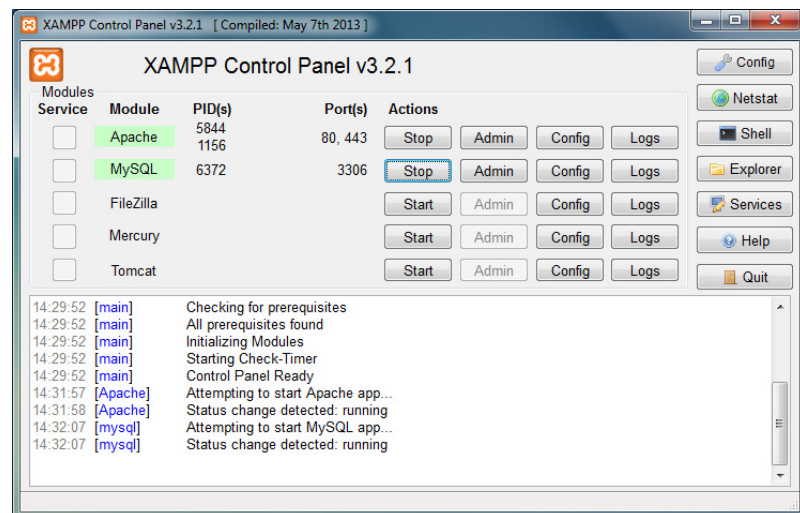 XAMPP Control Panel v3.2.1 [ Compiled: May 7th 2013 ]
XAMPP Control Panel v3.2.1
Config
Modules
Netstat
Service Module PID(s) Port(s) Actions
Apache 5844 80, 443 Stop Admin Config Logs
1156
Shell
MySQL 6372 3306 Stop Admin Config Logs
Explorer
FileZilla Start Admin Config Logs
Services
Mercury Start Admin Config Logs
Help
Tomcat Start Admin Config Logs
Quit
14:29:52 [main] Checking for prerequisites
14:29:52 [main] All prerequisites found
14:29:52 [main] Initializing Modules
14:29:52 [main] Starting Check-Timer
14:29:52 [main] Control Panel Ready
14:31:57 [Apache] Attempting to start Apache app...
14:31:58 [Apache] Status change detected: running
14:32:07 [mysql] Attempting to start MySQL app...
14:32:07 [mysql] Status change detected: running